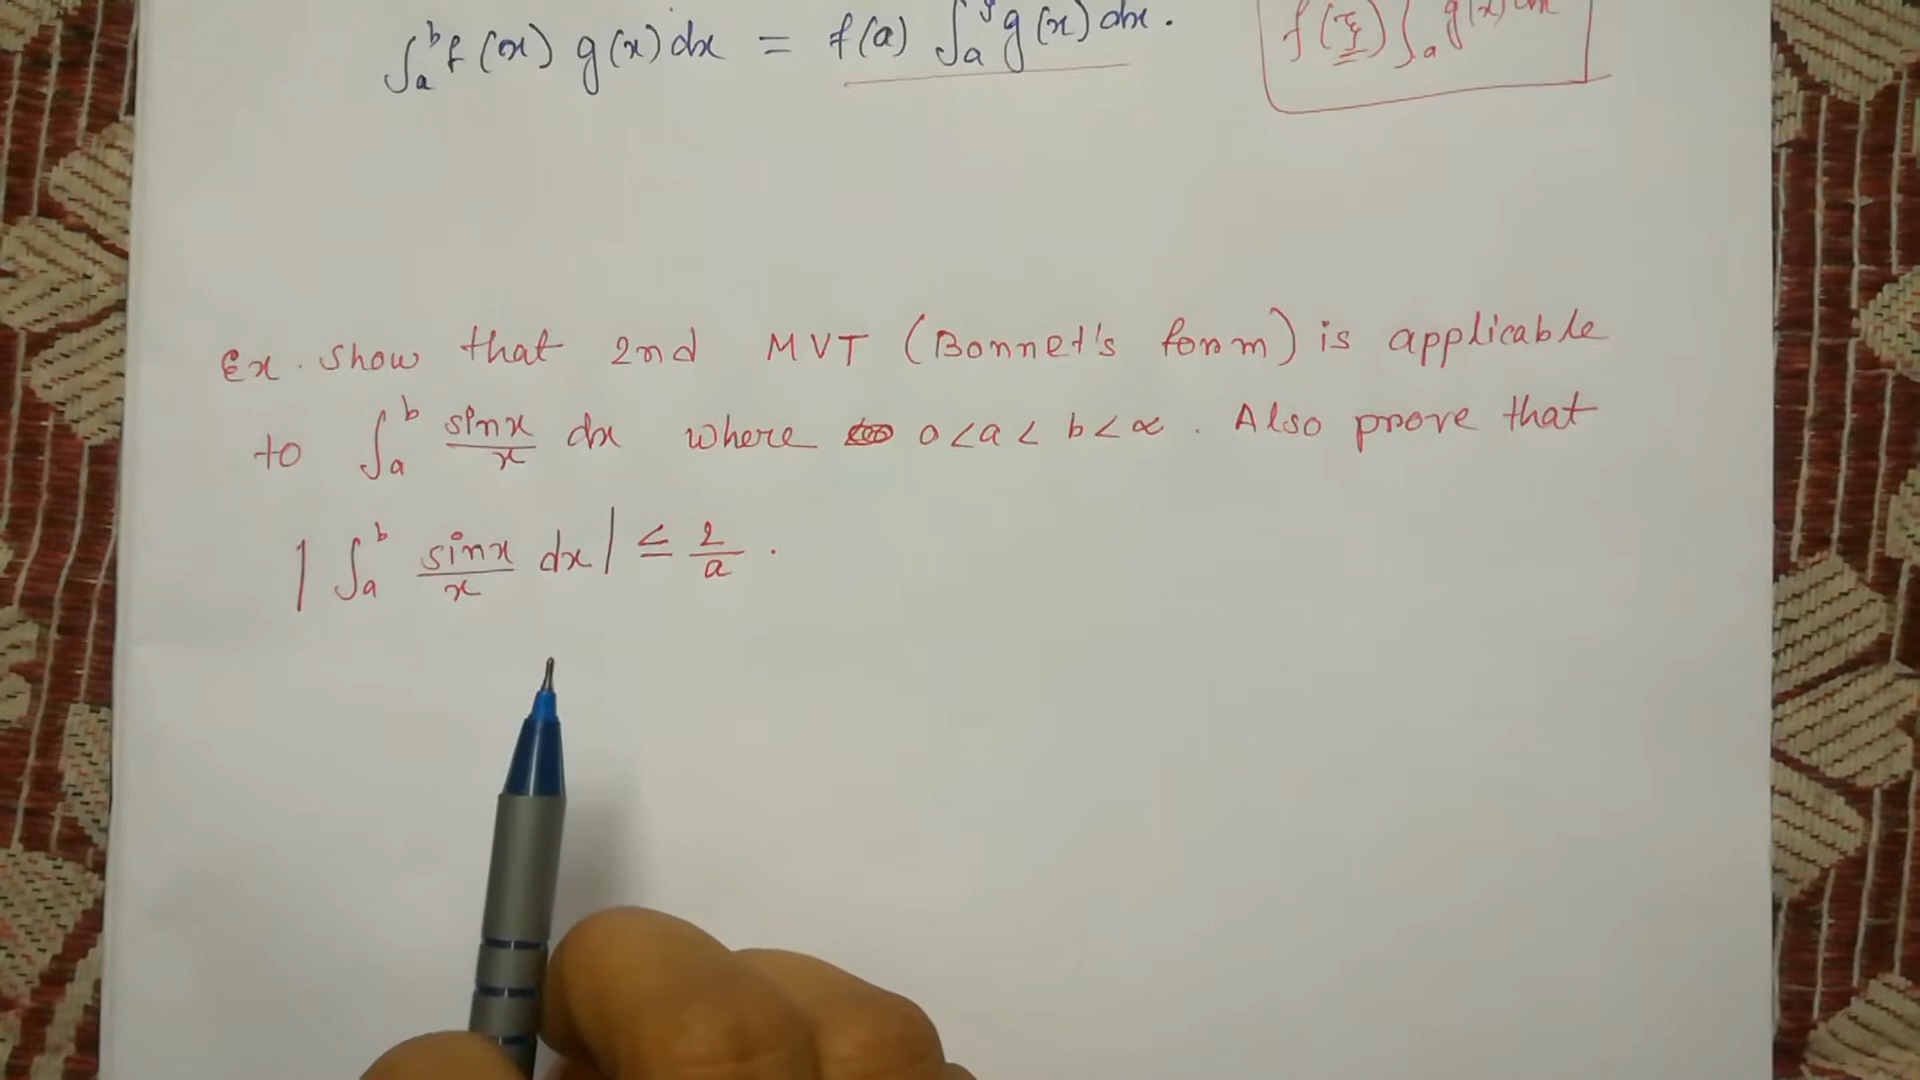 ∫ₐᵇ f(x) g(x) dx = f(a) ∫ₐ^ξ g(x) dx. f(ξ) ∫ₐ g(x) dx
Ex. Show that 2nd MVT (Bonnet's form) is applicable
to ∫ₐᵇ sinx/x dx where 0<a<b<∝. Also prove that
|∫ₐᵇ sinx/x dx| ≤ 2/a.